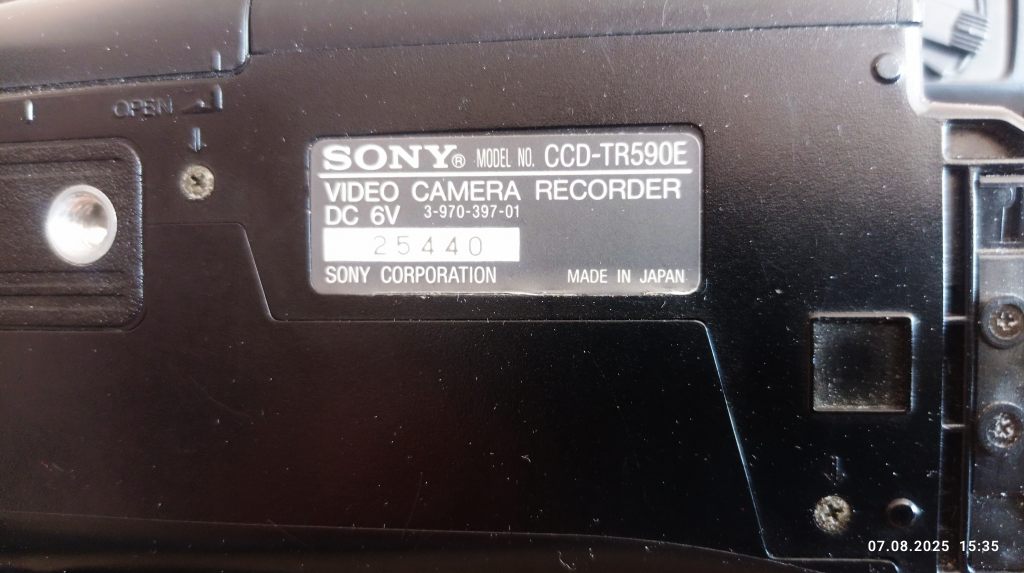 OPEN
SONY® MODEL NO. CCD-TR590E
VIDEO CAMERA RECORDER
DC 6V 3-970-397-01
25440
SONY CORPORATION MADE IN JAPAN
07.08.2025 15:35